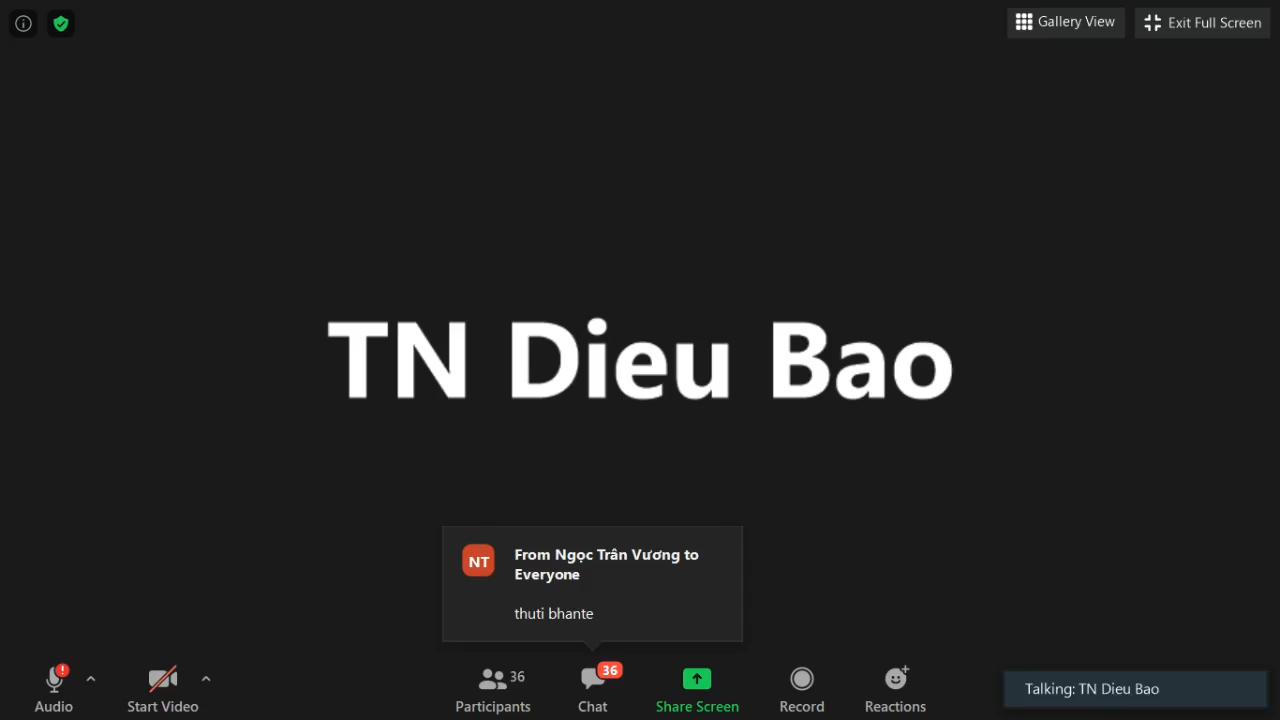 Gallery View
Exit Full Screen
TN Dieu Bao
NT
From Ngọc Trân Vương to
Everyone
thuti bhante
36
36
Audio
Start Video
Participants
Chat
Share Screen
Record
Reactions
Talking: TN Dieu Bao